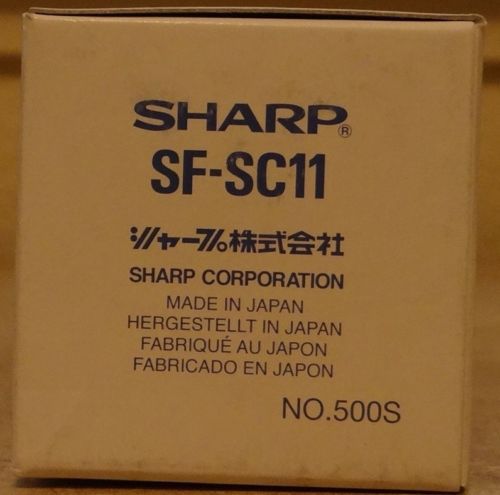 SHARP®
SF-SC11
シャープ株式会社
SHARP CORPORATION
MADE IN JAPAN
HERGESTELLT IN JAPAN
FABRIQUÉ AU JAPON
FABRICADO EN JAPON
NO.500S